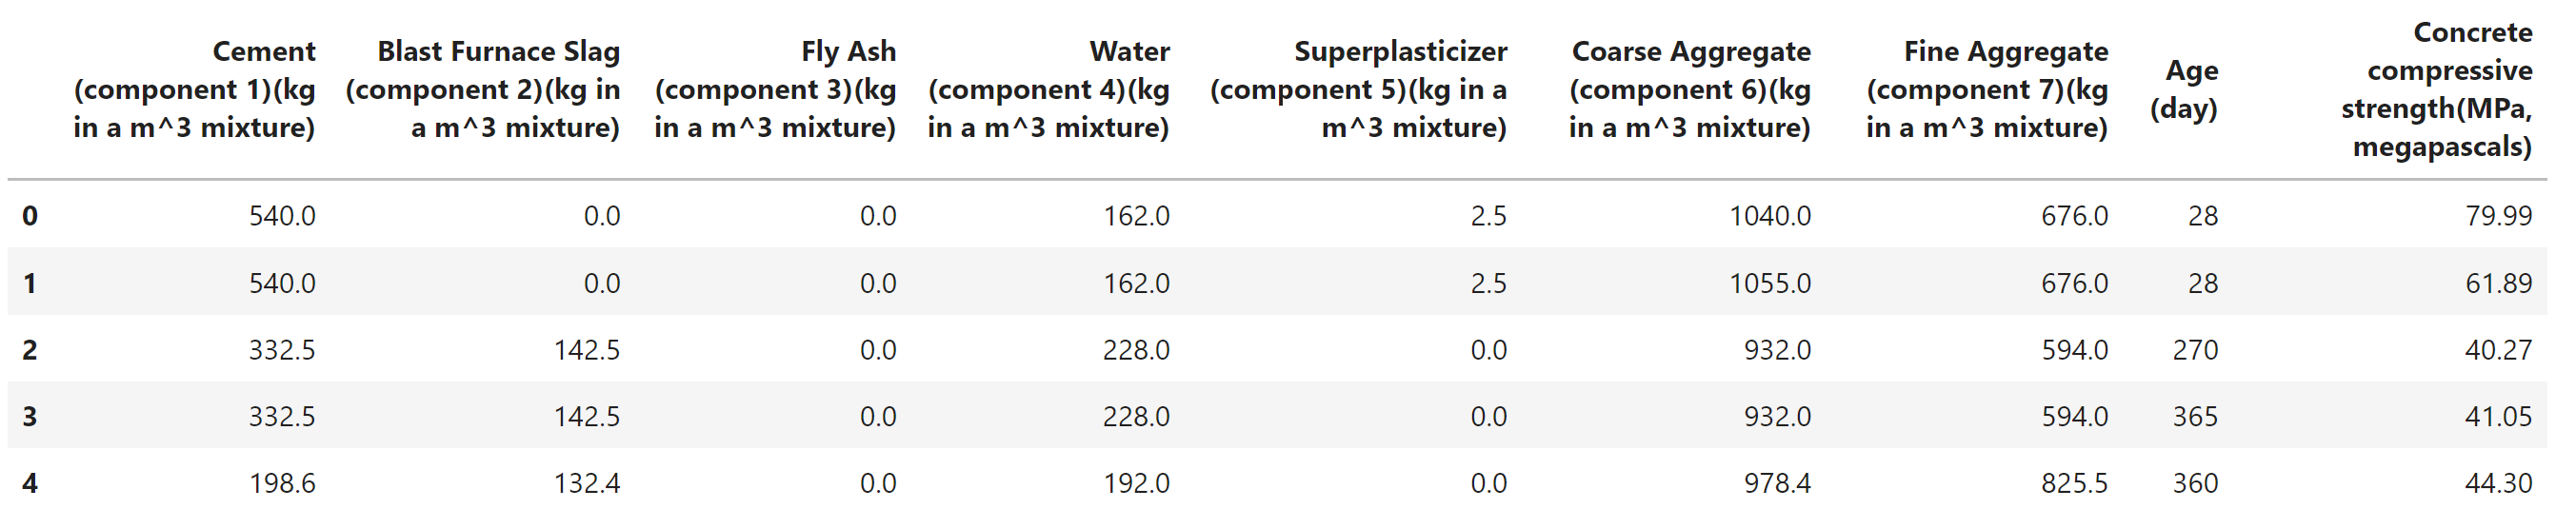 Cement (component 1)(kg in a m^3 mixture) Blast Furnace Slag (component 2)(kg in a m^3 mixture) Fly Ash (component 3)(kg in a m^3 mixture) Water (component 4)(kg in a m^3 mixture) Superplasticizer (component 5)(kg in a m^3 mixture) Coarse Aggregate (component 6)(kg in a m^3 mixture) Fine Aggregate (component 7)(kg in a m^3 mixture) Age (day) Concrete compressive strength(MPa, megapascals)
0 540.0 0.0 0.0 162.0 2.5 1040.0 676.0 28 79.99
1 540.0 0.0 0.0 162.0 2.5 1055.0 676.0 28 61.89
2 332.5 142.5 0.0 228.0 0.0 932.0 594.0 270 40.27
3 332.5 142.5 0.0 228.0 0.0 932.0 594.0 365 41.05
4 198.6 132.4 0.0 192.0 0.0 978.4 825.5 360 44.30